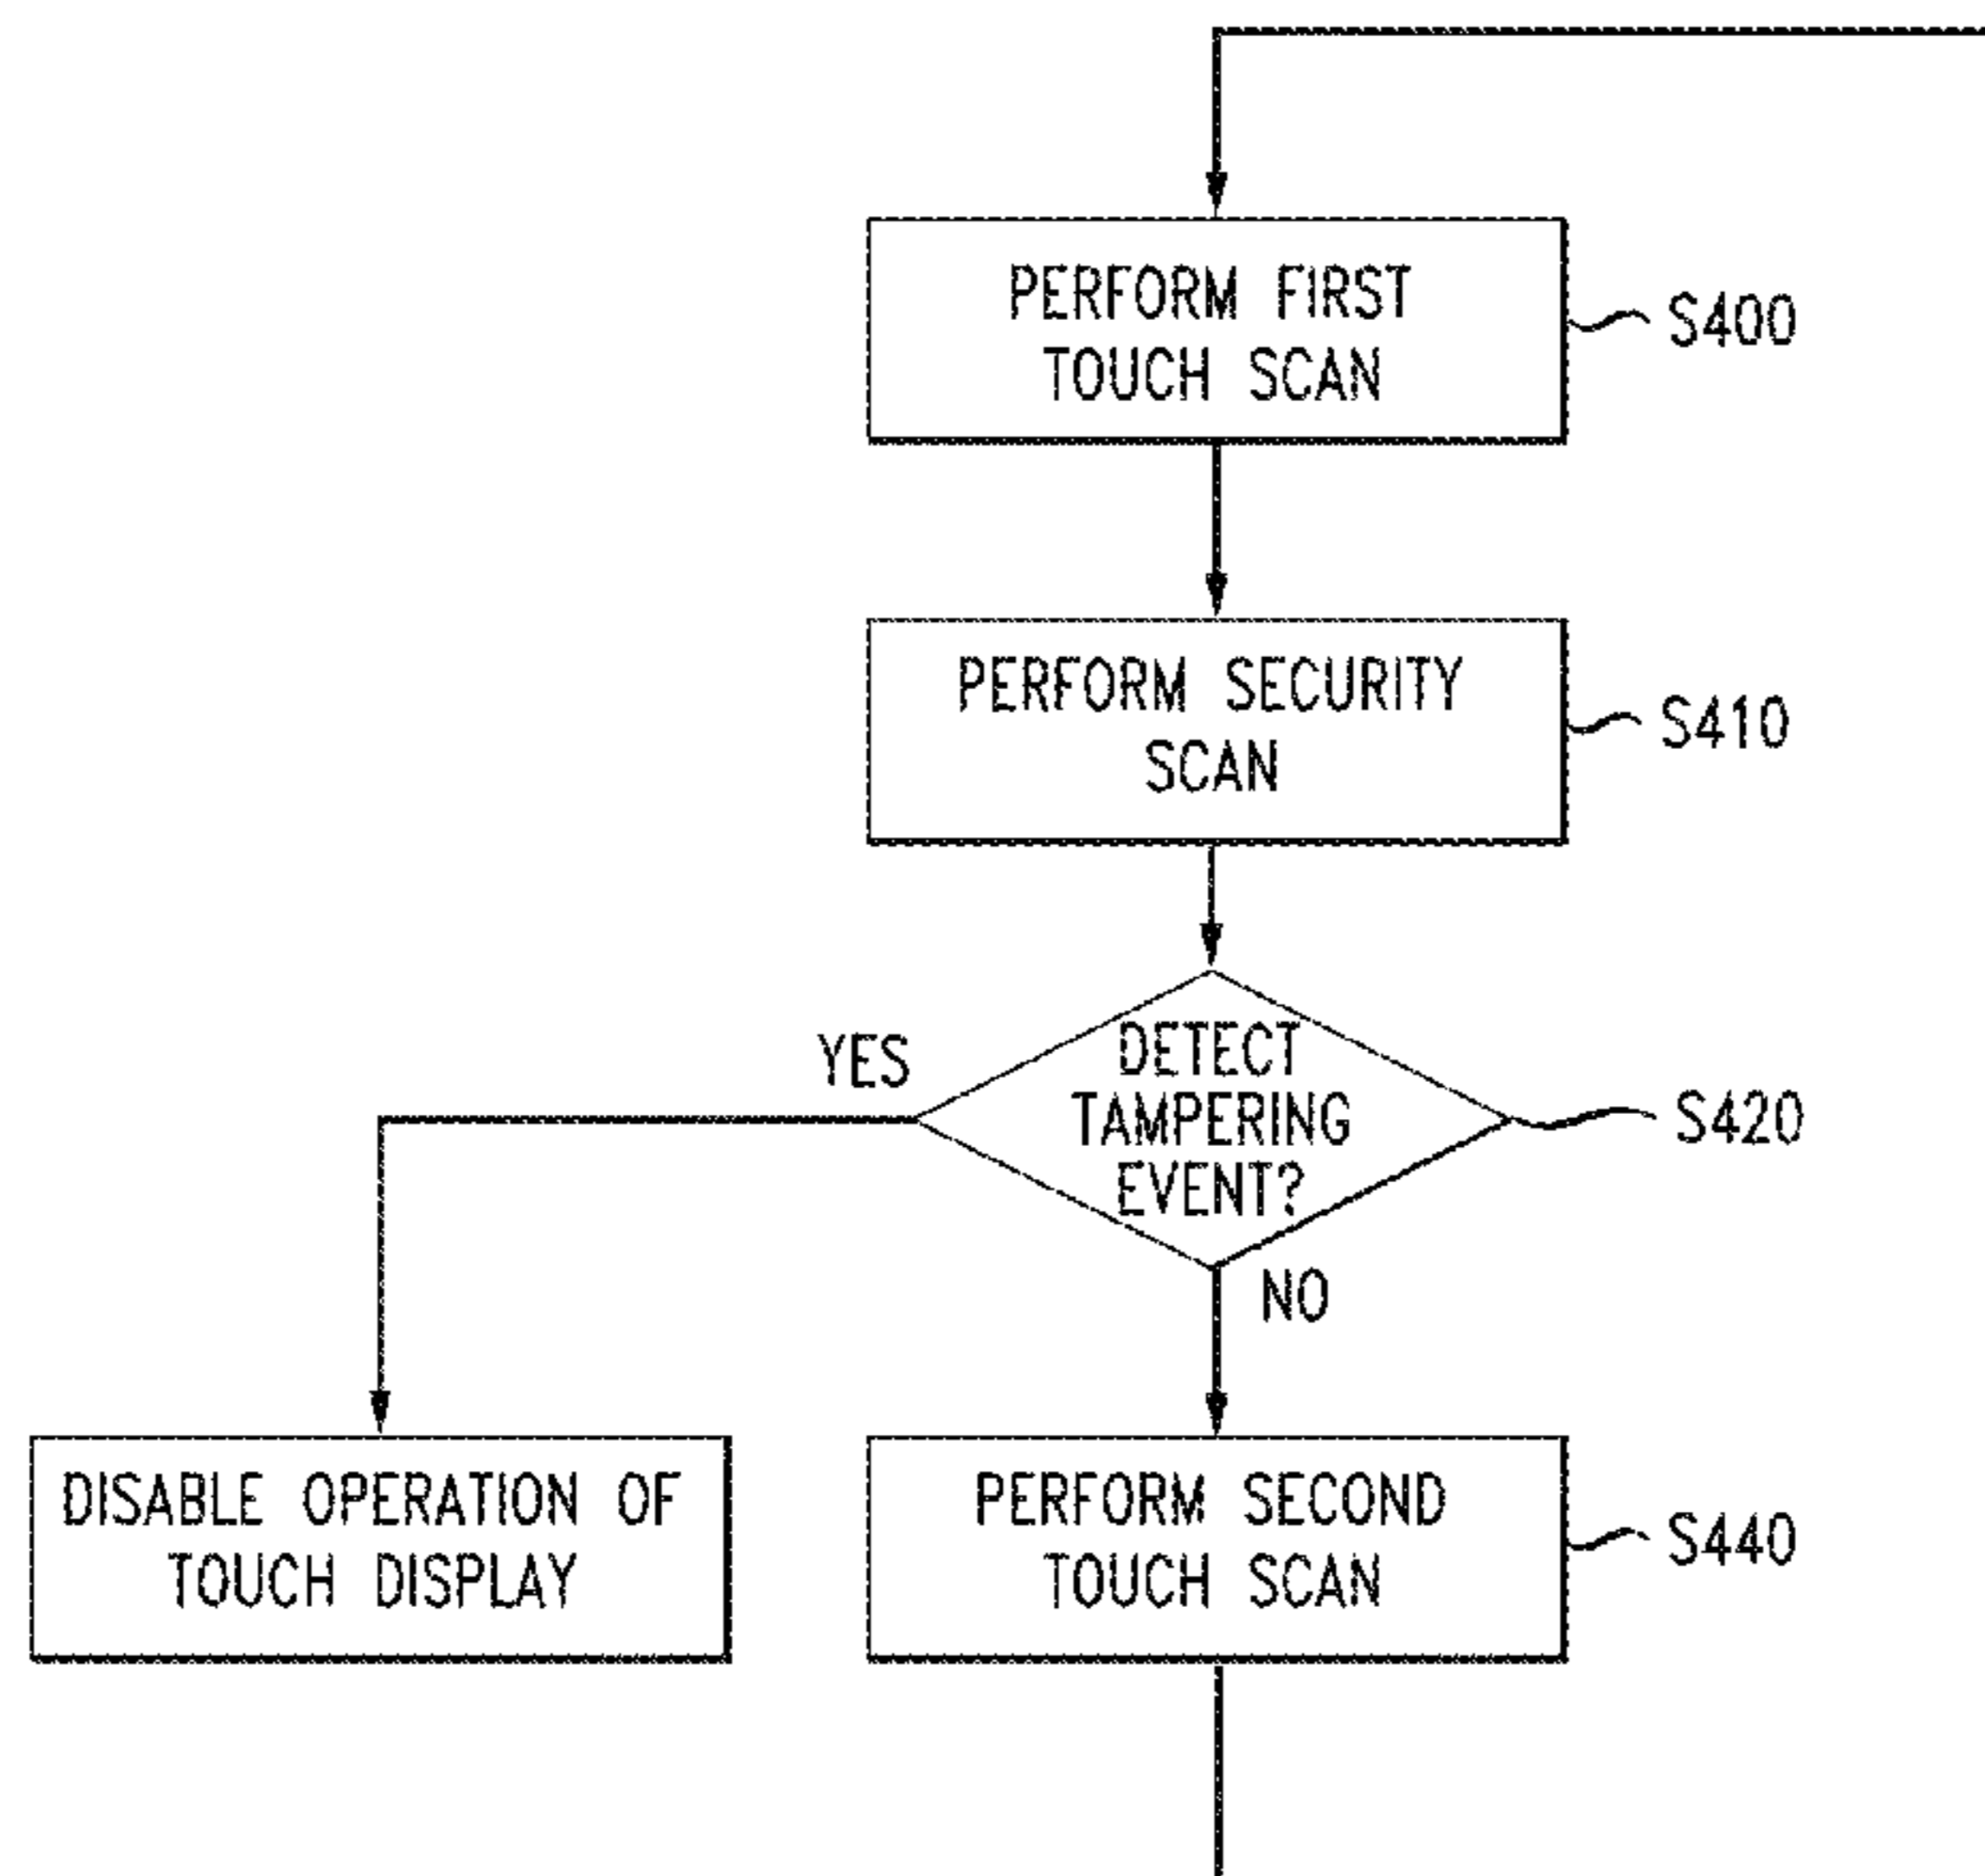 PERFORM FIRST
TOUCH SCAN
S400
PERFORM SECURITY
SCAN
S410
DETECT
TAMPERING
EVENT?
S420
YES
NO
DISABLE OPERATION OF
TOUCH DISPLAY
PERFORM SECOND
TOUCH SCAN
S440